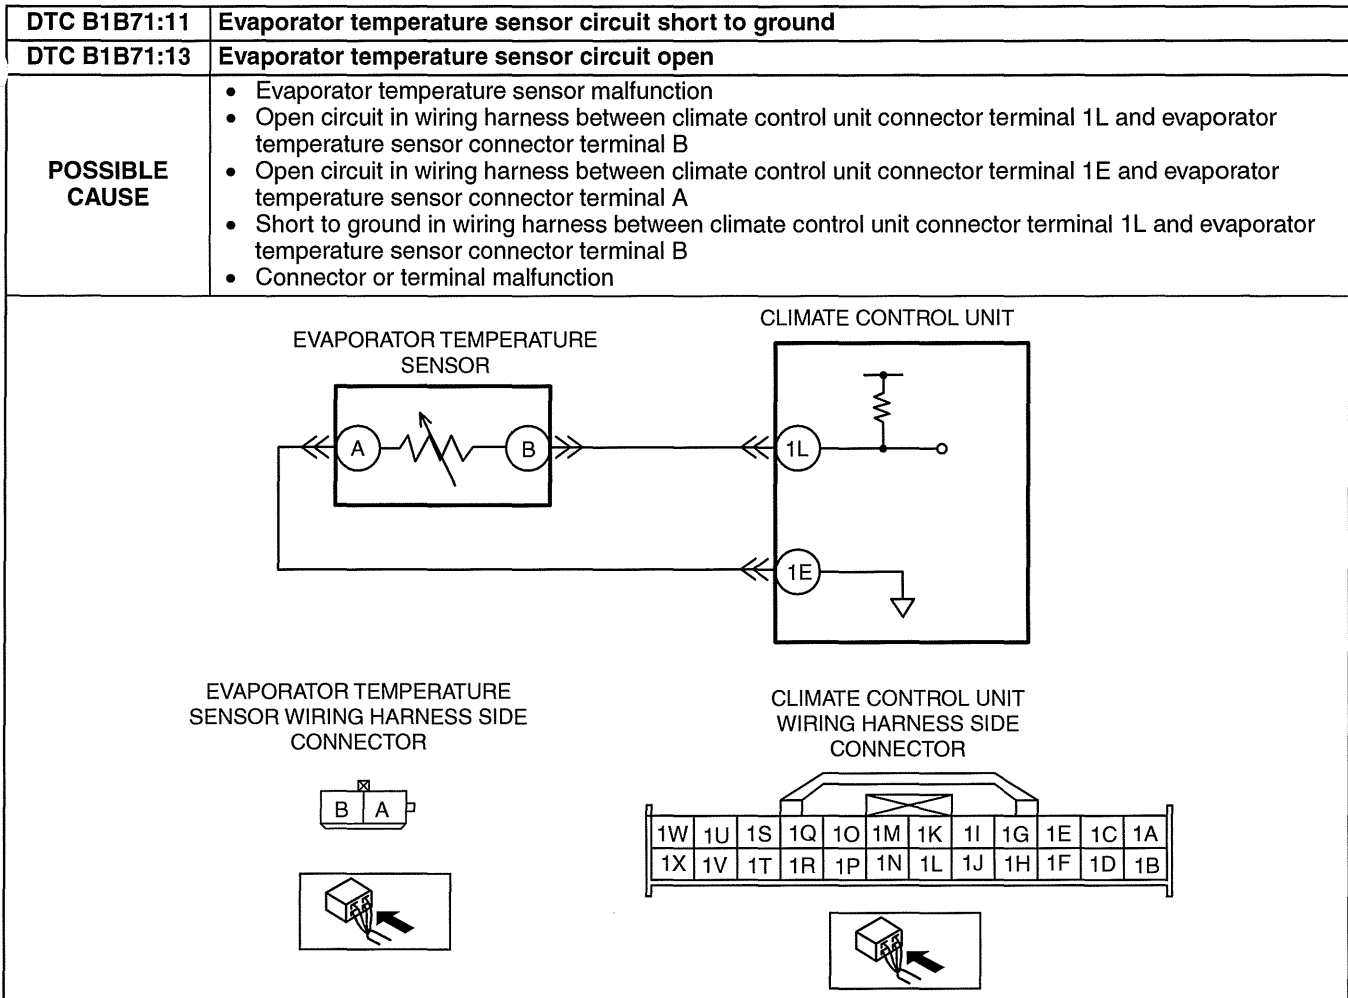 DTC B1B71:11 Evaporator temperature sensor circuit short to ground
DTC B1B71:13 Evaporator temperature sensor circuit open
POSSIBLE
CAUSE
• Evaporator temperature sensor malfunction
• Open circuit in wiring harness between climate control unit connector terminal 1L and evaporator
temperature sensor connector terminal B
• Open circuit in wiring harness between climate control unit connector terminal 1E and evaporator
temperature sensor connector terminal A
• Short to ground in wiring harness between climate control unit connector terminal 1L and evaporator
temperature sensor connector terminal B
• Connector or terminal malfunction
EVAPORATOR TEMPERATURE
SENSOR
CLIMATE CONTROL UNIT
A
B
1L
1E
EVAPORATOR TEMPERATURE
SENSOR WIRING HARNESS SIDE
CONNECTOR
B A
CLIMATE CONTROL UNIT
WIRING HARNESS SIDE
CONNECTOR
1W 1U 1S 1Q 1O 1M 1K 1I 1G 1E 1C 1A
1X 1V 1T 1R 1P 1N 1L 1J 1H 1F 1D 1B